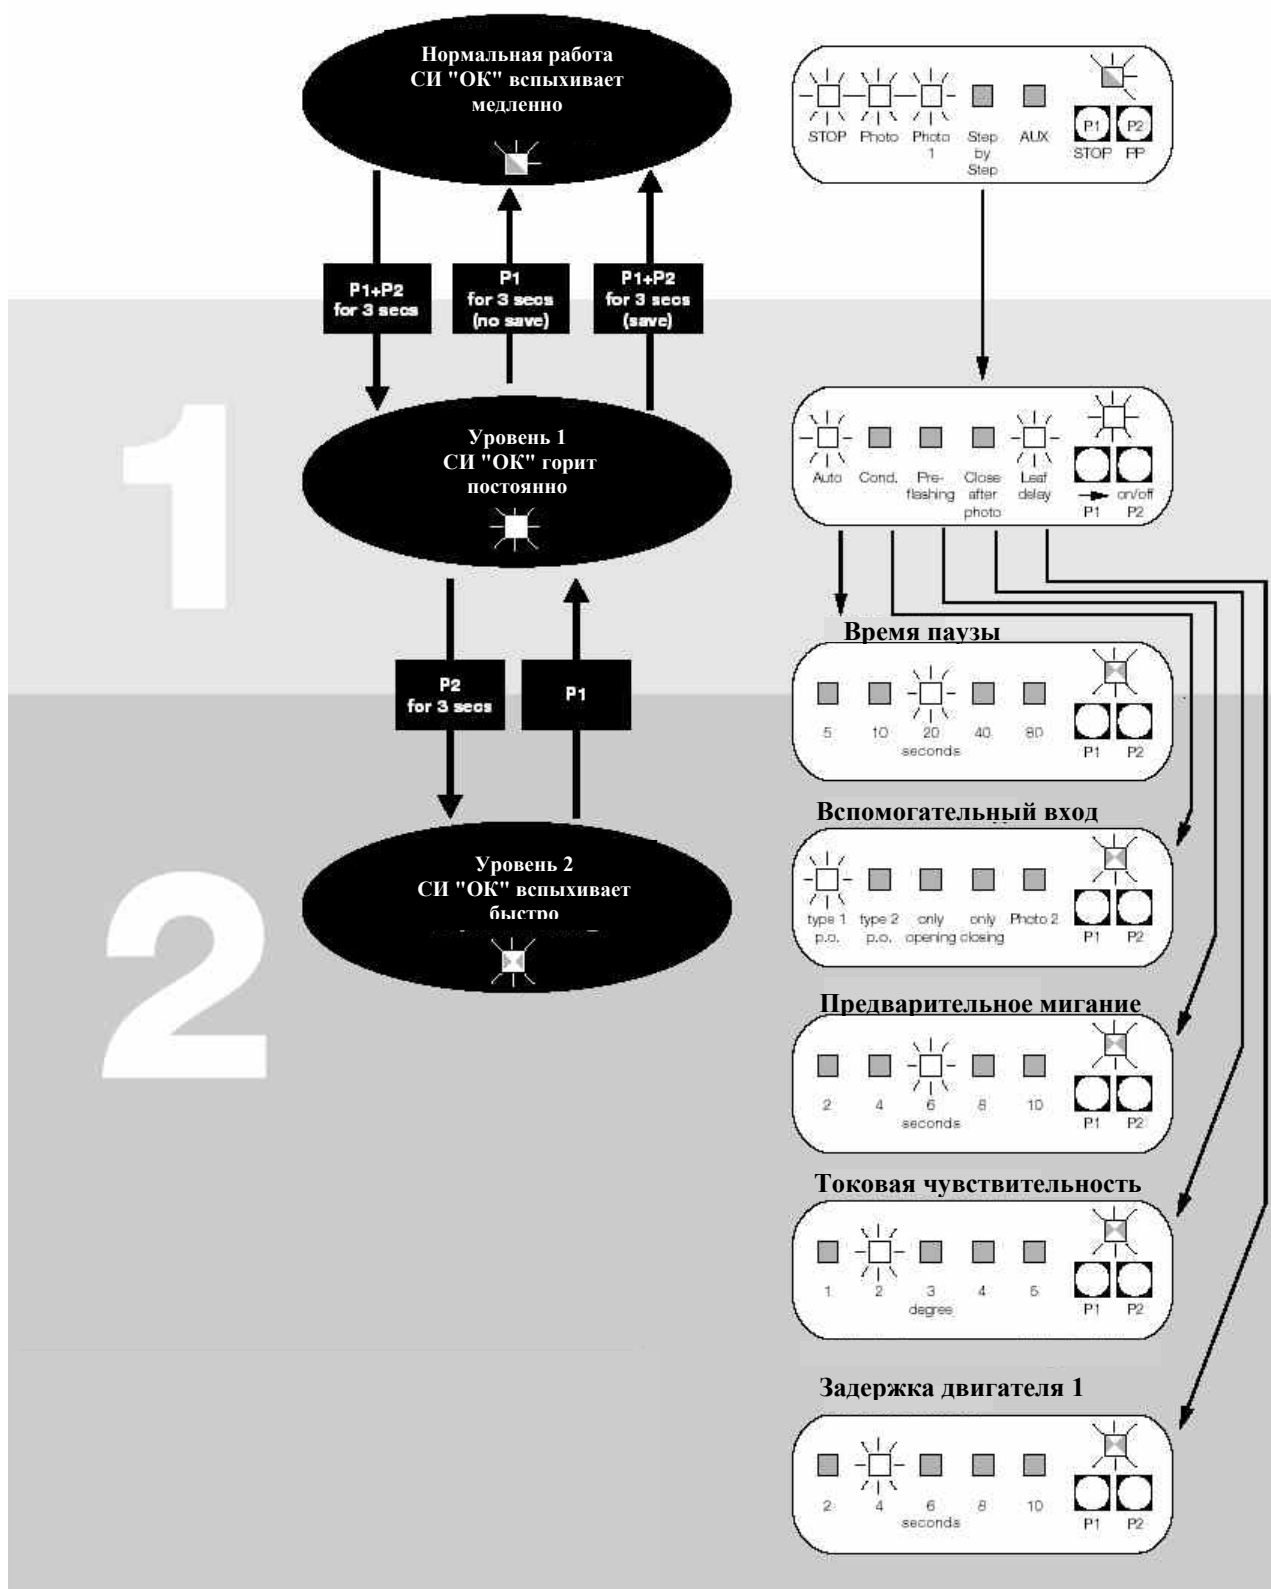 Нормальная работа
СИ "ОК" вспыхивает
медленно
STOP Photo Photo 1 Step by Step AUX
P1 P2
STOP PP
P1+P2
for 3 secs
P1
for 3 secs
(no save)
P1+P2
for 3 secs
(save)
1
Уровень 1
СИ "ОК" горит
постоянно
Auto Cond. Pre- Close Leaf
flashing after delay
photo
on/off
P1 P2
Время паузы
5 10 20 40 80
seconds
P1 P2
P2
for 3 secs
P1
2
Уровень 2
СИ "ОК" вспыхивает
быстро
Вспомогательный вход
type 1 type 2 only only Photo 2
p.o. p.o. opening closing
P1 P2
Предварительное мигание
2 4 6 8 10
seconds
P1 P2
Токовая чувствительность
1 2 3 4 5
degree
P1 P2
Задержка двигателя 1
2 4 6 8 10
seconds
P1 P2